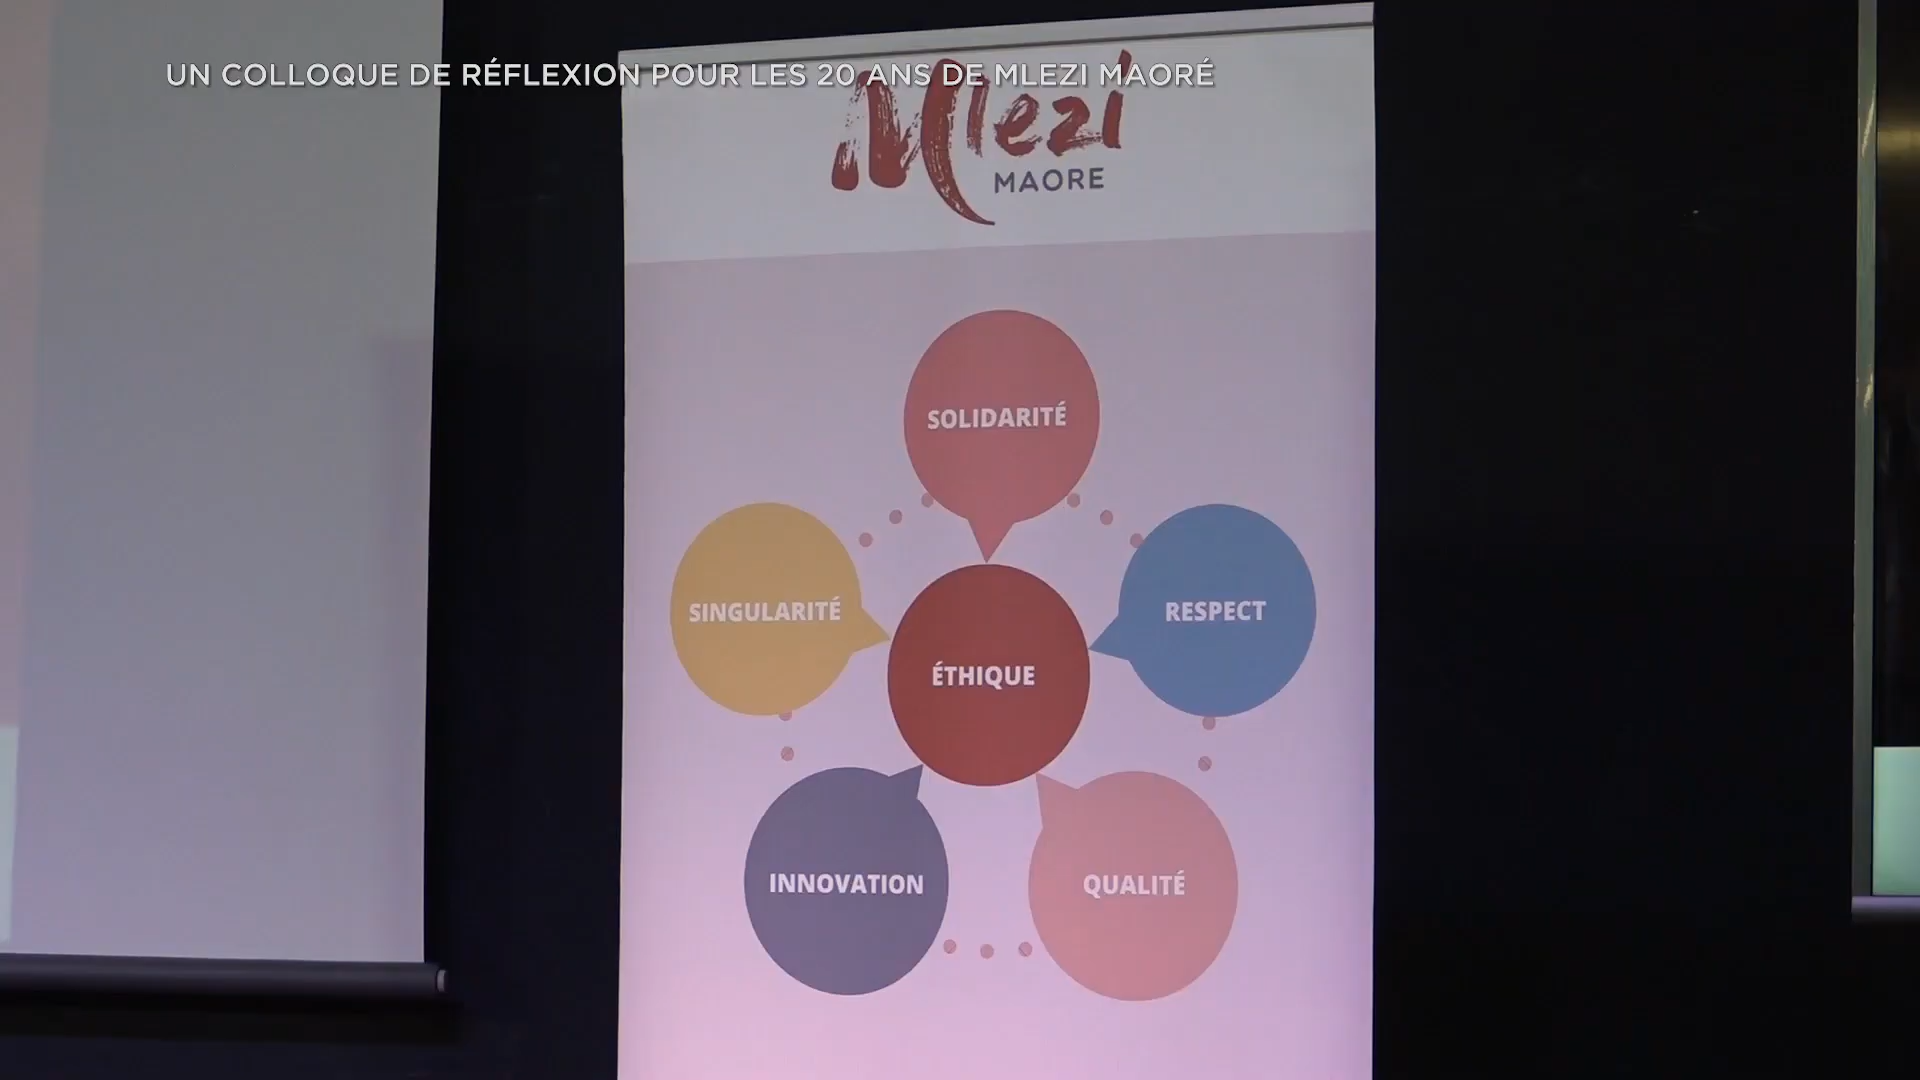 UN COLLOQUE DE RÉFLEXION POUR LES 20 ANS DE MLEZI MAORÉ
Mlezi
MAORE
SOLIDARITÉ
SINGULARITÉ
RESPECT
ÉTHIQUE
INNOVATION
QUALITÉ